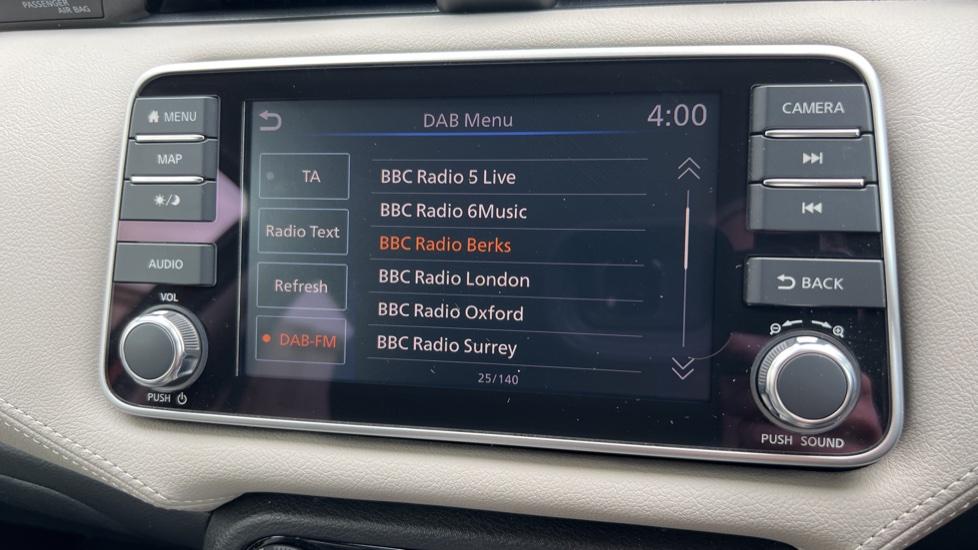 PASSENGER
AIR BAG
MENU
MAP
AUDIO
VOL
PUSH
DAB Menu
4:00
TA
Radio Text
Refresh
DAB-FM
BBC Radio 5 Live
BBC Radio 6Music
BBC Radio Berks
BBC Radio London
BBC Radio Oxford
BBC Radio Surrey
25/140
CAMERA
BACK
PUSH SOUND